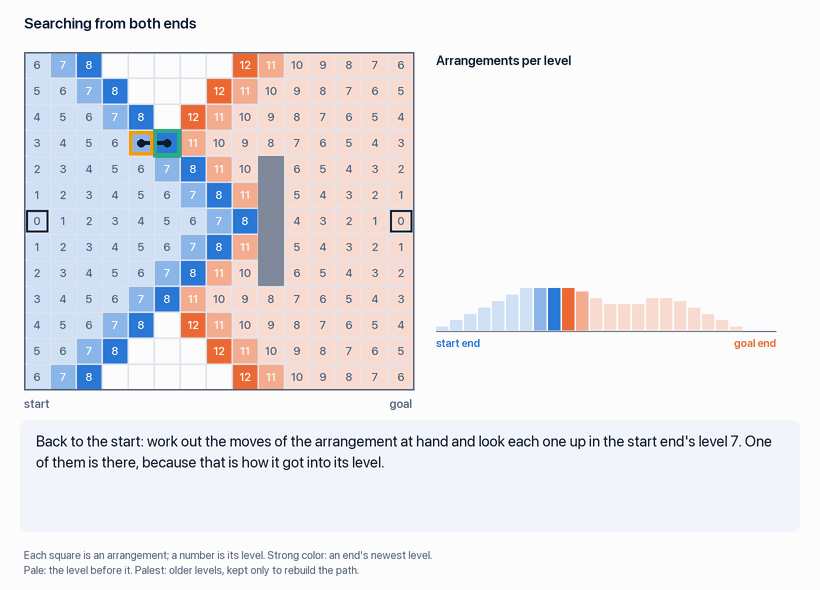 Searching from both ends
Arrangements per level
6 7 8 12 11 10 9 8 7 6
5 6 7 8 12 11 10 9 8 7 6 5
4 5 6 7 8 12 11 10 9 8 7 6 5 4
3 4 5 6 11 10 9 8 7 6 5 4 3
2 3 4 5 6 7 8 11 10 6 5 4 3 2
1 2 3 4 5 6 7 8 11 5 4 3 2 1
0 1 2 3 4 5 6 7 8 4 3 2 1 0
1 2 3 4 5 6 7 8 11 5 4 3 2 1
2 3 4 5 6 7 8 11 10 6 5 4 3 2
3 4 5 6 7 8 11 10 9 8 7 6 5 4 3
4 5 6 7 8 12 11 10 9 8 7 6 5 4
5 6 7 8 12 11 10 9 8 7 6 5
6 7 8 12 11 10 9 8 7 6
start end
goal end
start
goal
Back to the start: work out the moves of the arrangement at hand and look each one up in the start end's level 7. One
of them is there, because that is how it got into its level.
Each square is an arrangement; a number is its level. Strong color: an end's newest level.
Pale: the level before it. Palest: older levels, kept only to rebuild the path.